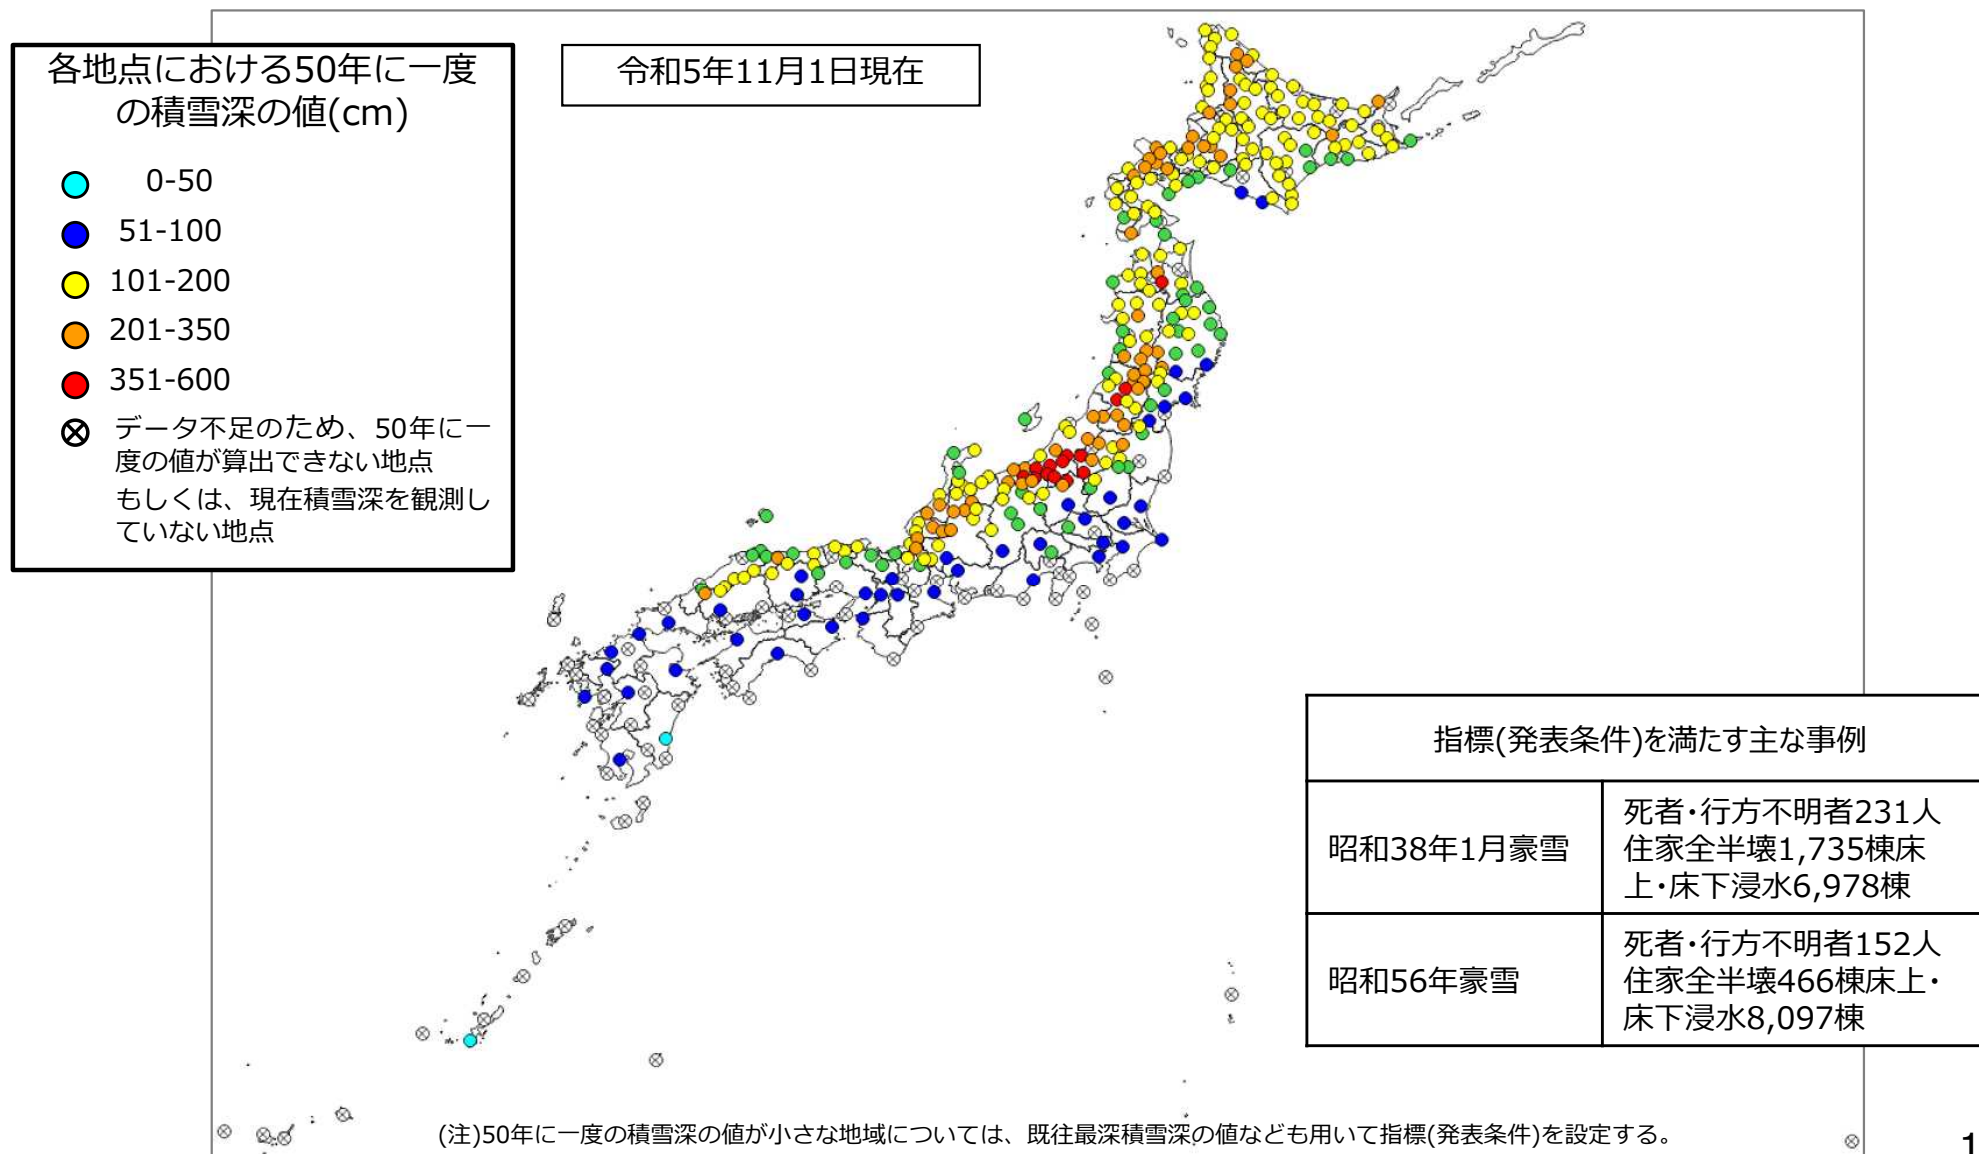 各地点における50年に一度
の積雪深の値(cm)
0-50
51-100
101-200
201-350
351-600
データ不足のため、50年に一
度の値が算出できない地点
もしくは、現在積雪深を観測し
ていない地点
令和5年11月1日現在
指標(発表条件)を満たす主な事例
昭和38年1月豪雪
死者・行方不明者231人
住家全半壊1,735棟床
上・床下浸水6,978棟
昭和56年豪雪
死者・行方不明者152人
住家全半壊466棟床上・
床下浸水8,097棟
(注)50年に一度の積雪深の値が小さな地域については、既往最深積雪深の値なども用いて指標(発表条件)を設定する。
1